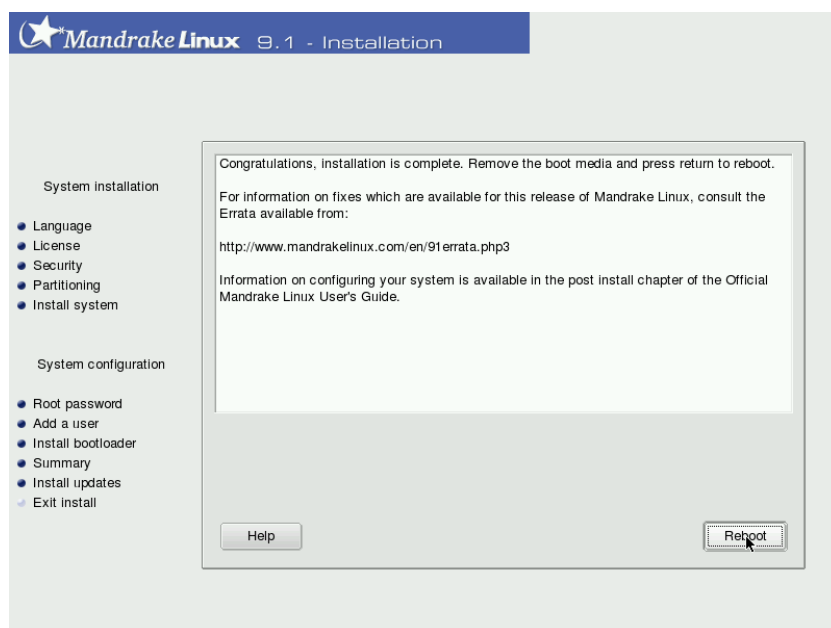 Mandrake Linux 9.1 - Installation
System installation
Language
License
Security
Partitioning
Install system
System configuration
Root password
Add a user
Install bootloader
Summary
Install updates
Exit install
Congratulations, installation is complete. Remove the boot media and press return to reboot.
For information on fixes which are available for this release of Mandrake Linux, consult the
Errata available from:
http://www.mandrakelinux.com/en/91errata.php3
Information on configuring your system is available in the post install chapter of the Official
Mandrake Linux User's Guide.
Help
Reboot